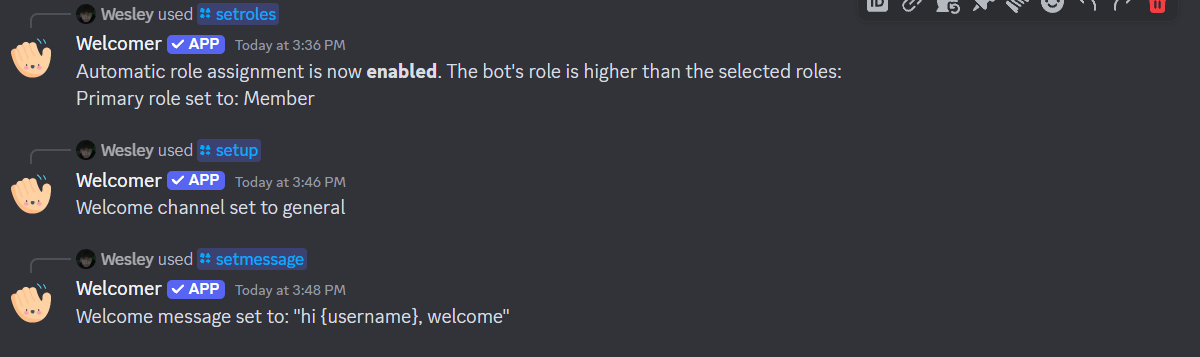 Wesley used setroles
Welcomer APP Today at 3:36 PM
Automatic role assignment is now enabled. The bot's role is higher than the selected roles:
Primary role set to: Member
Wesley used setup
Welcomer APP Today at 3:46 PM
Welcome channel set to general
Wesley used setmessage
Welcomer APP Today at 3:48 PM
Welcome message set to: "hi {username}, welcome"
ID